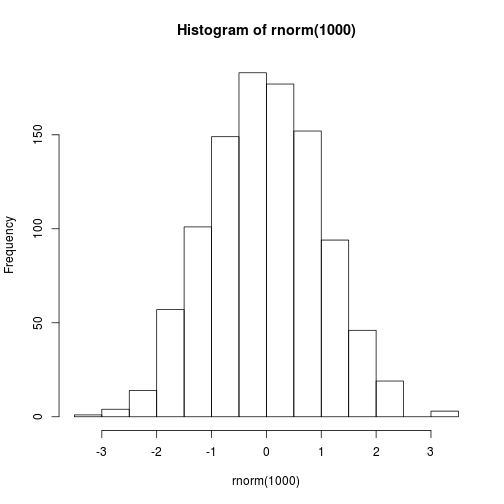 Histogram of rnorm(1000)
150
100
50
0
Frequency
-3 -2 -1 0 1 2 3
rnorm(1000)